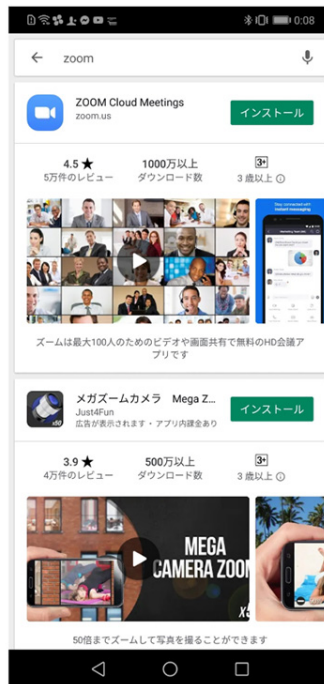 0:08
zoom
ZOOM Cloud Meetings
zoom.us
インストール
4.5 ★
1000万以上
3+
5万件のレビュー
ダウンロード数
3 歳以上
ズームは最大100人のためのビデオや画面共有で無料のHD会議ア
プリです
メガズームカメラ Mega Z...
Just4Fun
広告が表示されます・アプリ内課金あり
インストール
3.9 ★
500万以上
3+
4万件のレビュー
ダウンロード数
3 歳以上
MEGA
CAMERA ZOOM
x5
50倍までズームして写真を撮ることができます